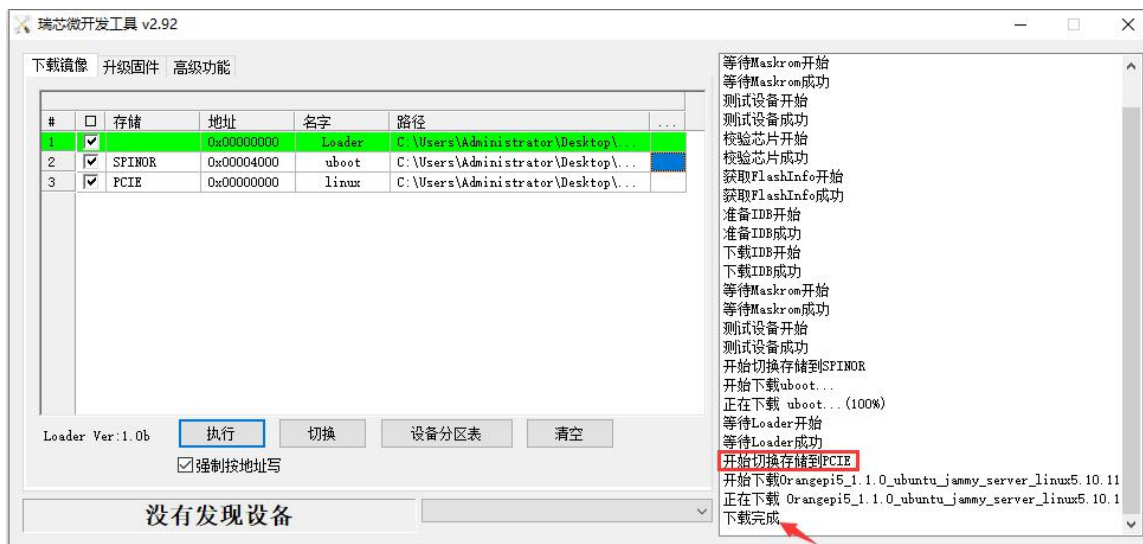 瑞芯微开发工具 v2.92
下载镜像 升级固件 高级功能
# 存储 地址 名字 路径 ...
1 0x00000000 Loader C:\Users\Administrator\Desktop\...
2 SPINOR 0x00004000 uboot C:\Users\Administrator\Desktop\...
3 PCIE 0x00000000 linux C:\Users\Administrator\Desktop\...
Loader Ver:1.0b 执行 切换 设备分区表 清空
强制按地址写
没有发现设备
等待Maskrom开始
等待Maskrom成功
测试设备开始
测试设备成功
校验芯片开始
校验芯片成功
获取FlashInfo开始
获取FlashInfo成功
准备IDB开始
准备IDB成功
下载IDB开始
下载IDB成功
等待Maskrom开始
等待Maskrom成功
测试设备开始
测试设备成功
开始切换存储到SPINOR
开始下载uboot...
正在下载 uboot...(100%)
等待Loader开始
等待Loader成功
开始切换存储到PCIE
开始下载Orangepi5_1.1.0_ubuntu_jammy_server_linux5.10.11
正在下载 Orangepi5_1.1.0_ubuntu_jammy_server_linux5.10.1
下载完成